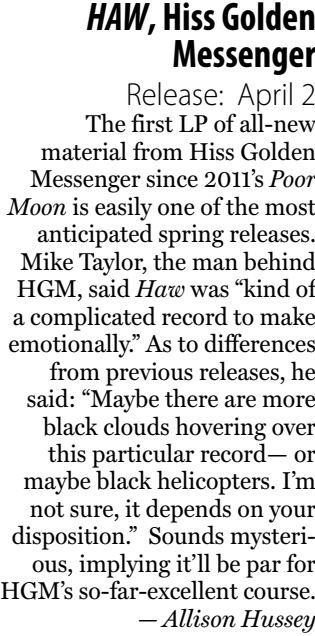 HAW, Hiss Golden
Messenger
Release: April 2
The first LP of all-new
material from Hiss Golden
Messenger since 2011's Poor
Moon is easily one of the most
anticipated spring releases.
Mike Taylor, the man behind
HGM, said Haw was “kind of
a complicated record to make
emotionally.” As to differences
from previous releases, he
said: “Maybe there are more
black clouds hovering over
this particular record— or
maybe black helicopters. I’m
not sure, it depends on your
disposition.” Sounds mysteri-
ous, implying it’ll be par for
HGM’s so-far-excellent course.
— Allison Hussey